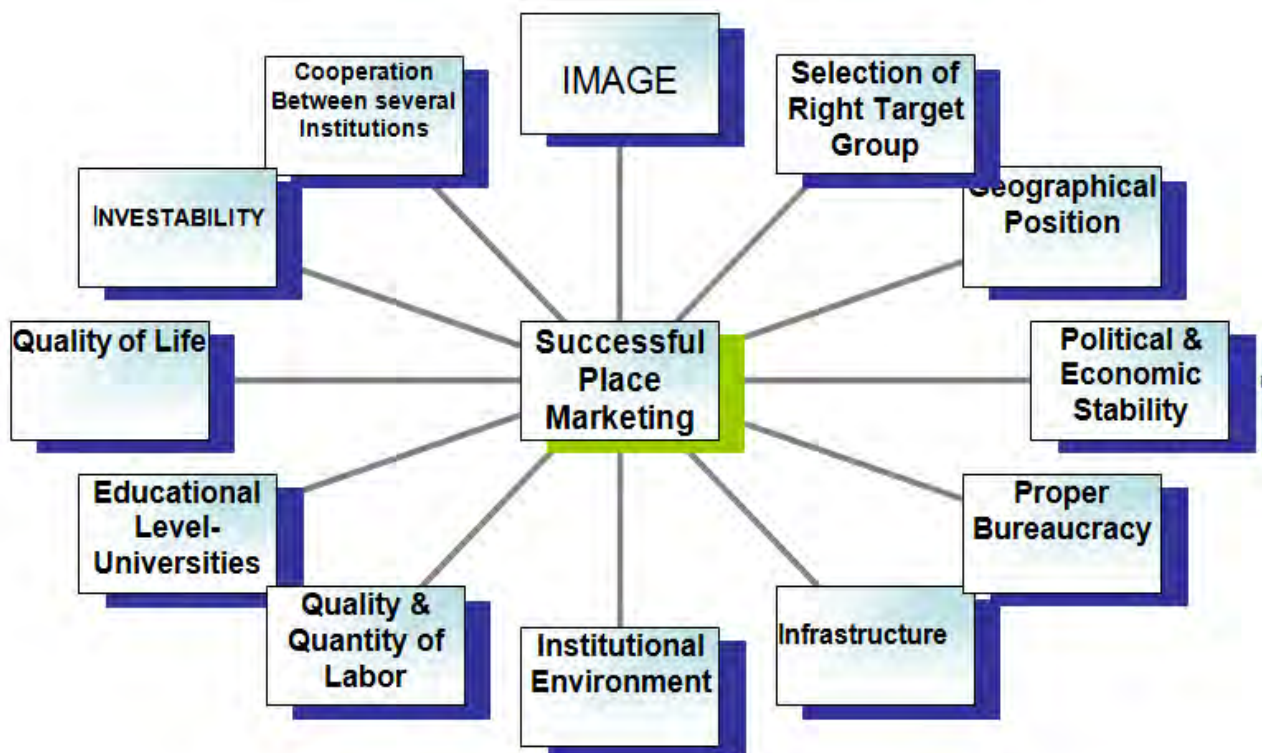 IMAGE
Selection of
Right Target
Group
Geographical
Position
Political &
Economic
Stability
Proper
Bureaucracy
Infrastructure
Institutional
Environment
Quality &
Quantity of
Labor
Educational
Level-
Universities
Quality of Life
INVESTABILITY
Cooperation
Between several
Institutions
Successful
Place
Marketing